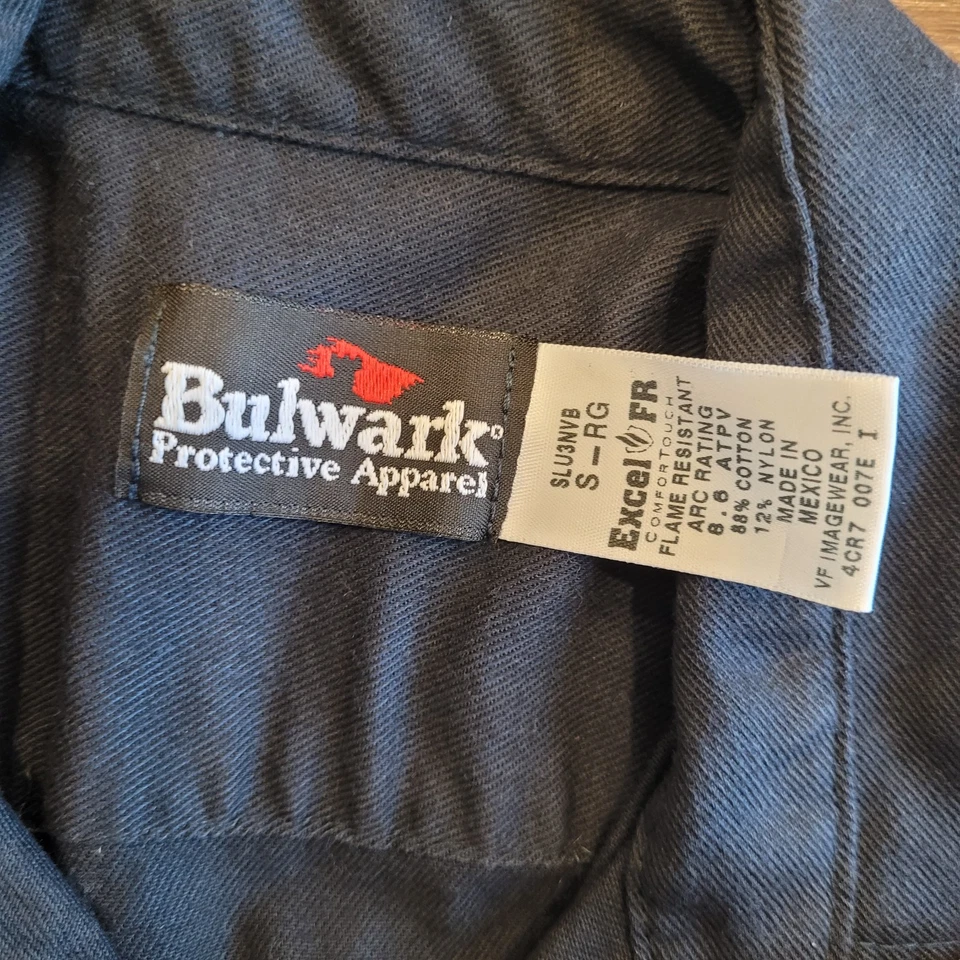 Bulwark®
Protective Apparel
SLU3NVB
S-RG
EXCEL FR
COMFORTOUCH
FLAME RESISTANT
ARC RATING
8.6 ATPV
88% COTTON
12% NYLON
MADE IN
MEXICO
VF IMAGEWEAR, INC.
4CR7 007E I